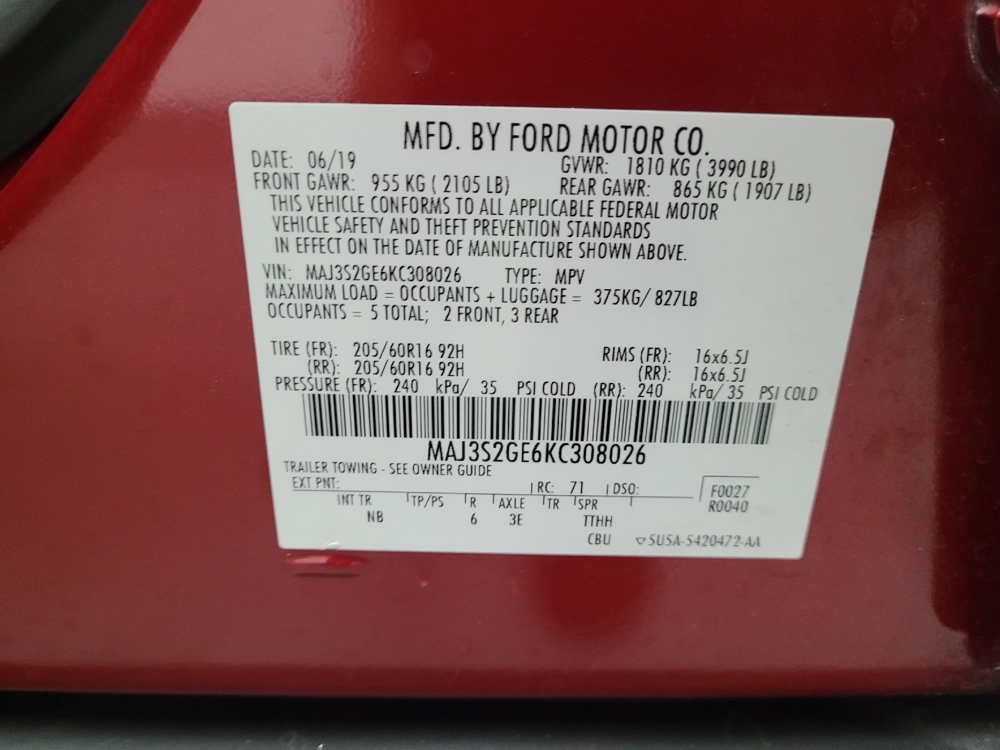 MFD. BY FORD MOTOR CO.
DATE: 06/19 GVWR: 1810 KG ( 3990 LB)
FRONT GAWR: 955 KG ( 2105 LB) REAR GAWR: 865 KG ( 1907 LB)
THIS VEHICLE CONFORMS TO ALL APPLICABLE FEDERAL MOTOR
VEHICLE SAFETY AND THEFT PREVENTION STANDARDS
IN EFFECT ON THE DATE OF MANUFACTURE SHOWN ABOVE.
VIN: MAJ3S2GE6KC308026 TYPE: MPV
MAXIMUM LOAD = OCCUPANTS + LUGGAGE = 375KG/ 827LB
OCCUPANTS = 5 TOTAL; 2 FRONT, 3 REAR
TIRE (FR): 205/60R16 92H RIMS (FR): 16x6.5J
(RR): 205/60R16 92H (RR): 16x6.5J
PRESSURE (FR): 240 kPa/ 35 PSI COLD (RR): 240 kPa/ 35 PSI COLD
MAJ3S2GE6KC308026
TRAILER TOWING - SEE OWNER GUIDE
EXT PNT: RC: 71 DSO: F0027
INT TR TP/PS R AXLE TR SPR R0040
NB 6 3E TTHH
CBU 5U5A-5420472-AA